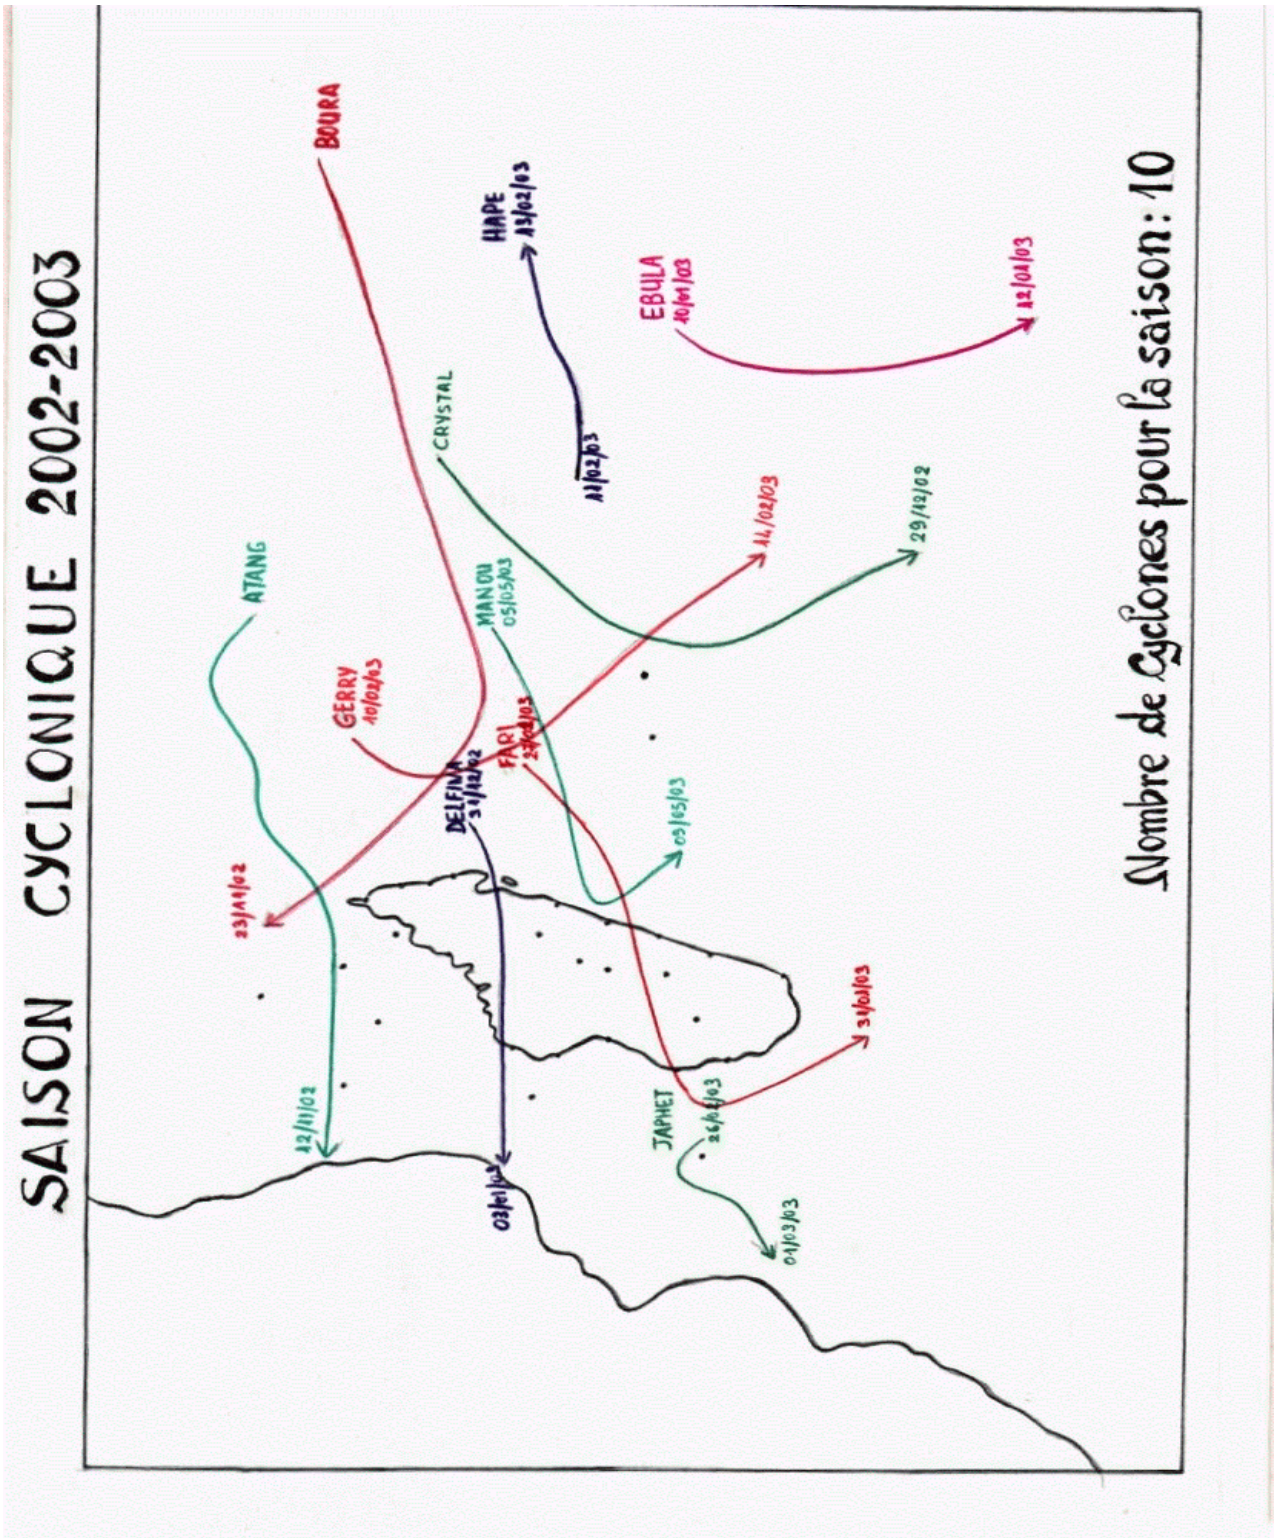 SAISON CYCLONIQUE 2002-2003
BOURA
23/11/02
ATANG
12/11/02
GERRY
10/02/03
14/02/03
CRYSTAL
29/12/02
HAPE
13/02/03
11/02/03
EBULA
10/01/03
12/01/03
MANOU
05/05/03
09/05/03
DELFINA
31/12/02
03/01/03
FARI
JAPHET
26/02/03
01/03/03
Nombre de Cyclones pour la saison: 10